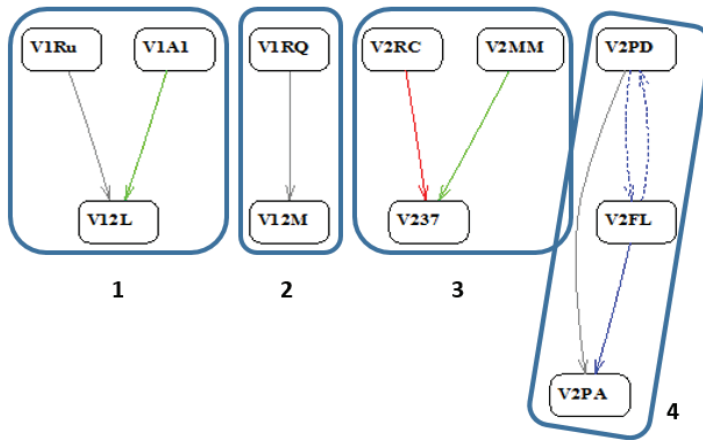 V1Ru V1A1 V1RQ V2RC V2MM V2PD
V12L V12M V237 V2FL
1 2 3
V2PA 4